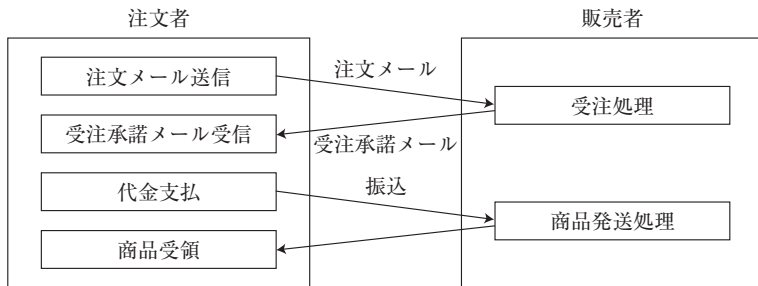 注文者
販売者
注文メール送信
注文メール
受注処理
受注承諾メール受信
受注承諾メール
代金支払
振込
商品発送処理
商品受領